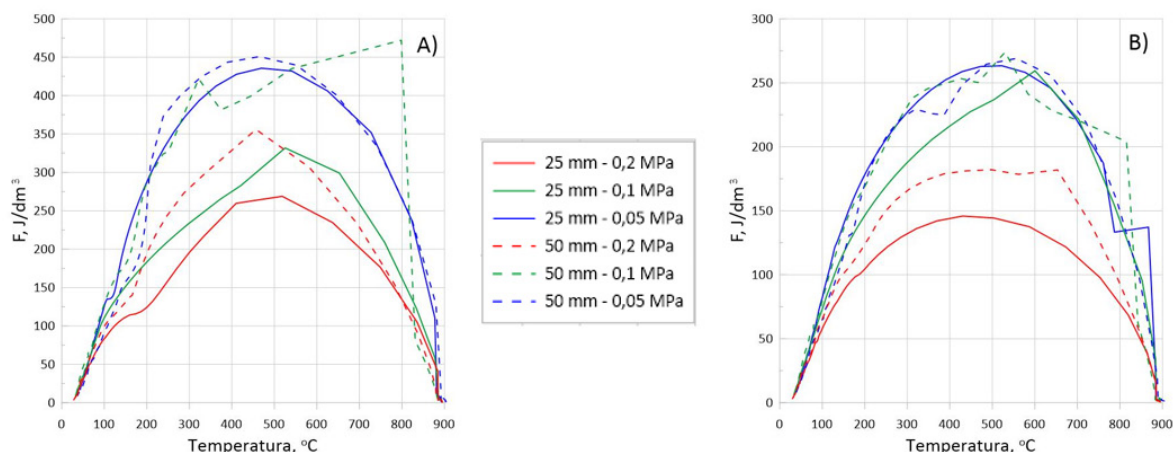 A)
F, J/dm³
500
450
400
350
300
250
200
150
100
50
0
0 100 200 300 400 500 600 700 800 900
Temperatura, °C
25 mm - 0,2 MPa
25 mm - 0,1 MPa
25 mm - 0,05 MPa
50 mm - 0,2 MPa
50 mm - 0,1 MPa
50 mm - 0,05 MPa
B)
F, J/dm³
300
250
200
150
100
50
0
0 100 200 300 400 500 600 700 800 900
Temperatura, °C